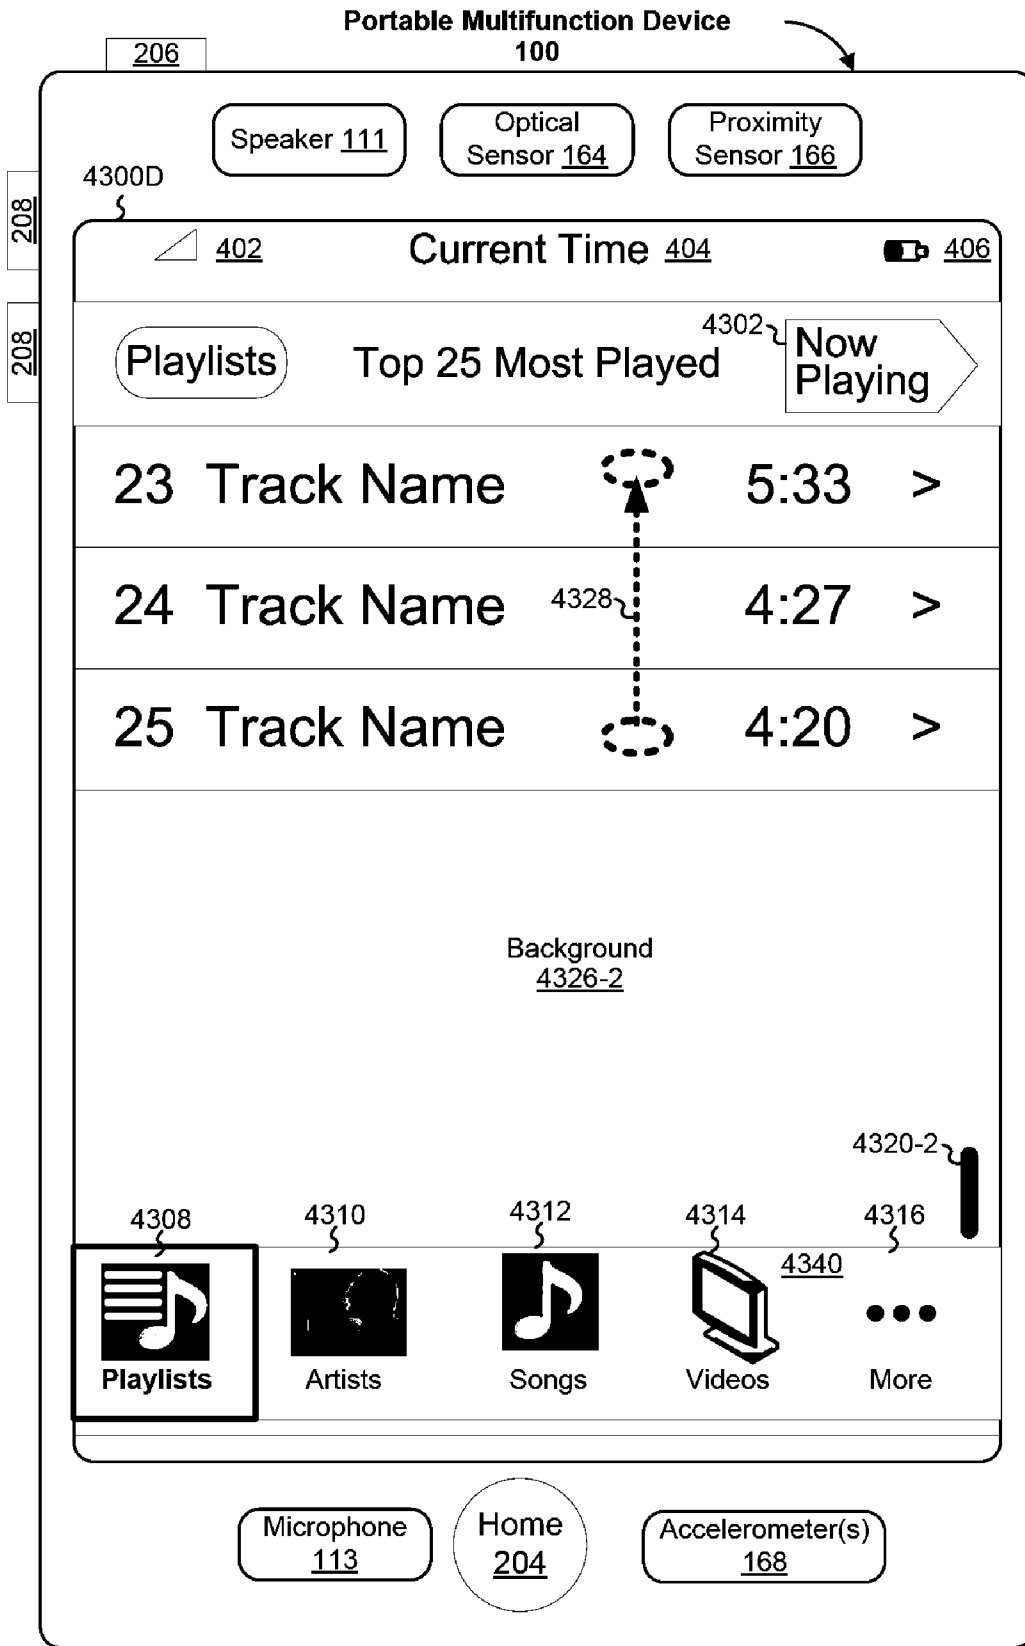 Portable Multifunction Device
100
206
Speaker 111
Optical
Sensor 164
Proximity
Sensor 166
4300D
208
208
402
Current Time 404
406
Playlists
Top 25 Most Played
4302
Now
Playing
23 Track Name 5:33 >
24 Track Name 4328 4:27 >
25 Track Name 4:20 >
Background
4326-2
4320-2
4308
4310
4312
4314
4316
4340
Playlists
Artists
Songs
Videos
More
Microphone
113
Home
204
Accelerometer(s)
168